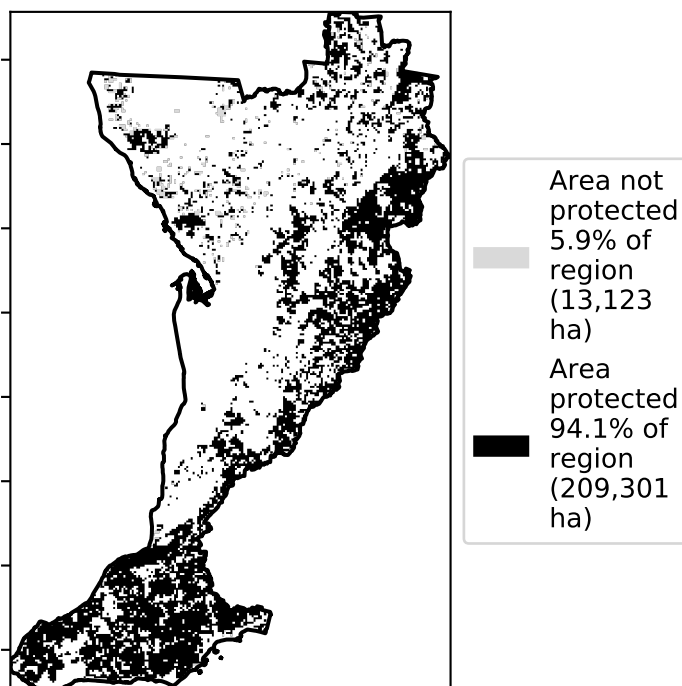 Area not
protected
5.9% of
region
(13,123
ha)
Area
protected
94.1% of
region
(209,301
ha)